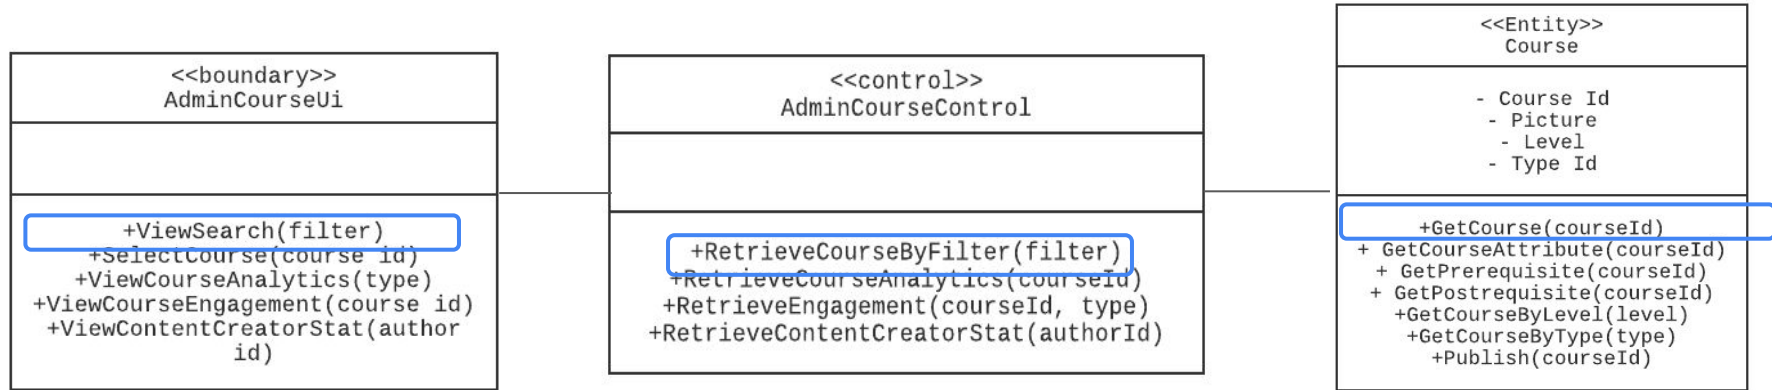 <<boundary>>
AdminCourseUi
+ViewSearch(filter)
+SelectCourse(course id)
+ViewCourseAnalytics(type)
+ViewCourseEngagement(course id)
+ViewContentCreatorStat(author
id)
<<control>>
AdminCourseControl
+RetrieveCourseByFilter(filter)
+RetrieveCourseAnalytics(courseId)
+RetrieveEngagement(courseId, type)
+RetrieveContentCreatorStat(authorId)
<<Entity>>
Course
- Course Id
- Picture
- Level
- Type Id
+GetCourse(courseId)
+ GetCourseAttribute(courseId)
+ GetPrerequisite(courseId)
+ GetPostrequisite(courseId)
+GetCourseByLevel(level)
+GetCourseByType(type)
+Publish(courseId)